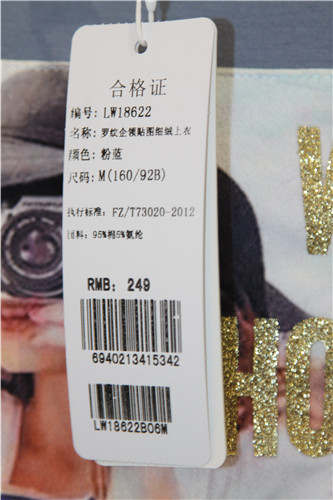 合格证
编号: LW18622
名称: 罗纹企领贴图细绒上衣
颜色: 粉蓝
尺码: M(160/92B)
执行标准: FZ/T73020-2012
面料: 95%棉5%氨纶
RMB: 249
6940213415342
LW18622B06M
W
HO